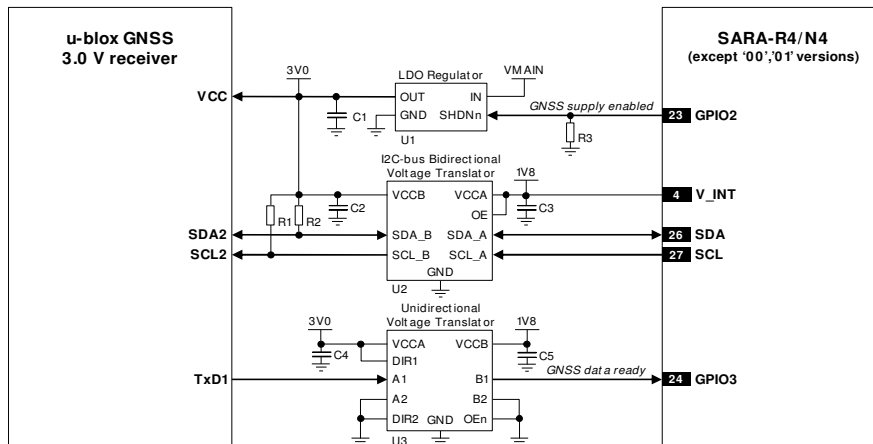 u-blox GNSS
3.0 V receiver
SARA-R4/N4
(except '00','01' versions)
3V0
LDO Regulator
VMAIN
VCC
OUT
IN
GNSS supply enabled
C1
GND
SHDNn
23
GPIO2
U1
R3
I2C-bus Bidirectional
Voltage Translator
1V8
VCCB
VCCA
4
V_INT
C2
OE
C3
R1
R2
SDA2
SDA_B
SDA_A
26
SDA
SCL2
SCL_B
SCL_A
27
SCL
GND
U2
Unidirectional
Voltage Translator
3V0
1V8
VCCA
VCCB
C4
DIR1
C5
GNSS data ready
TxD1
A1
B1
24
GPIO3
A2
B2
DIR2
GND
OEn
U3